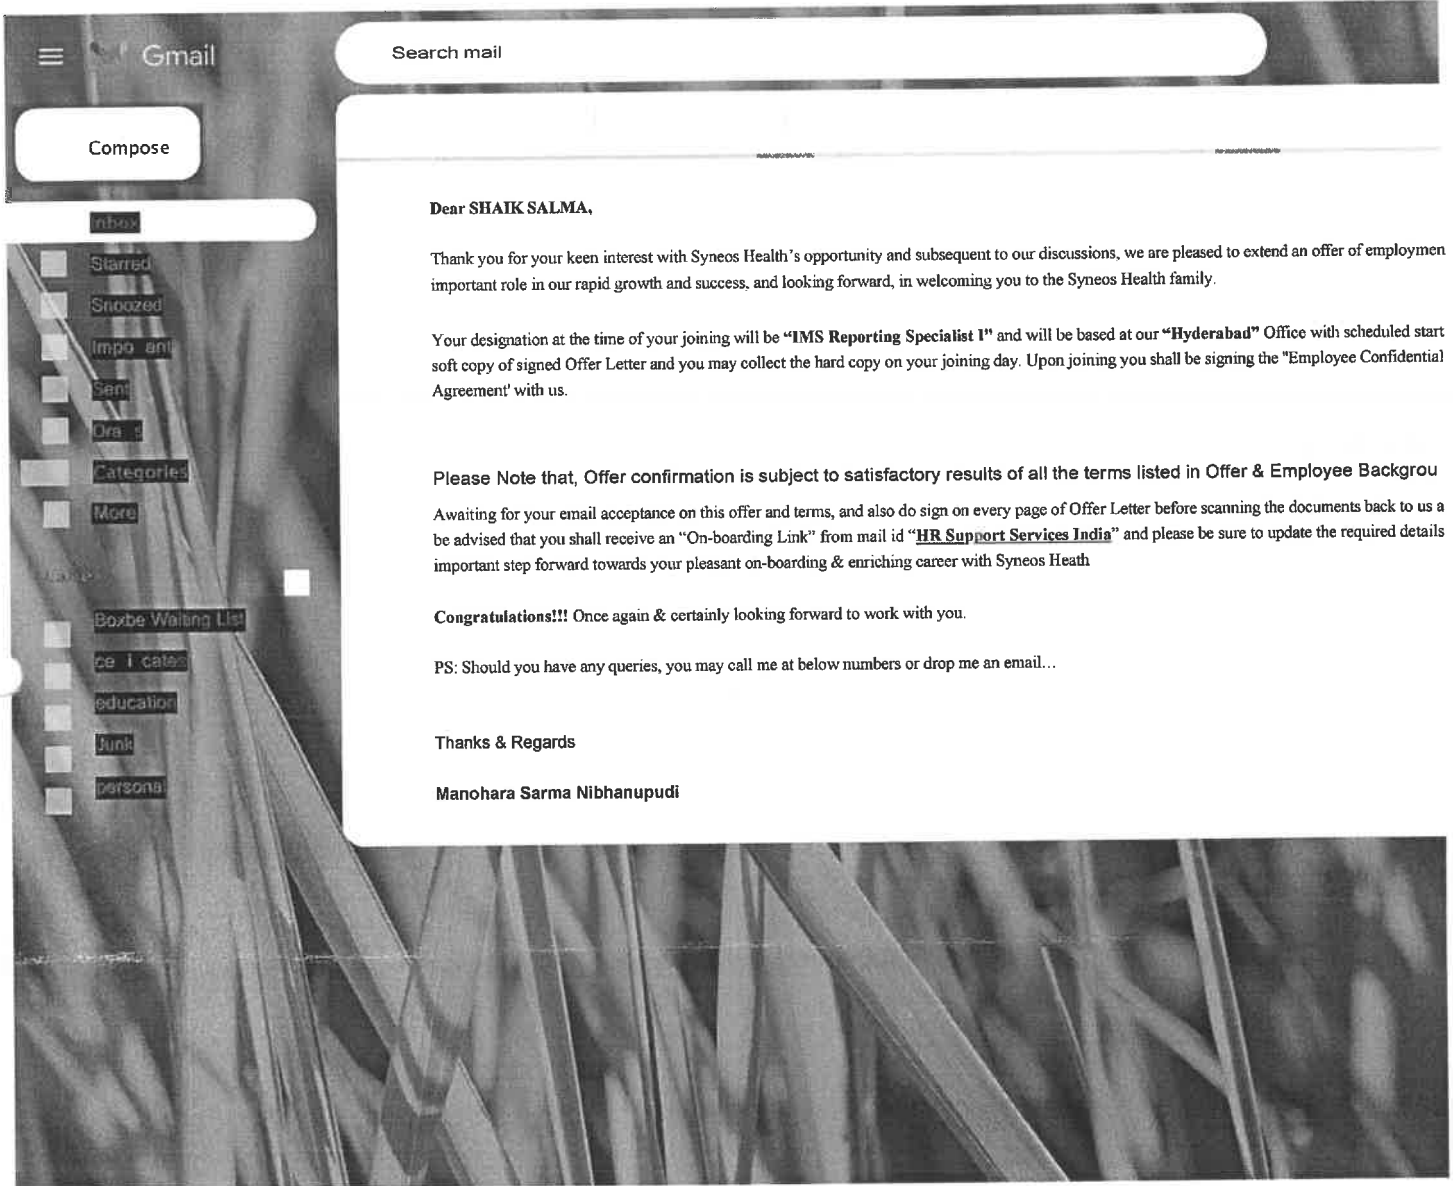 Gmail
Search mail
Compose
Inbox
Starred
Snoozed
Impo ant
Sent
Dra s
Categories
More
Boxbe Waiting List
ce i cates
education
Junk
personal
Dear SHAIK SALMA,
Thank you for your keen interest with Syneos Health's opportunity and subsequent to our discussions, we are pleased to extend an offer of employmen
important role in our rapid growth and success, and looking forward, in welcoming you to the Syneos Health family.
Your designation at the time of your joining will be “IMS Reporting Specialist I” and will be based at our “Hyderabad” Office with scheduled start
soft copy of signed Offer Letter and you may collect the hard copy on your joining day. Upon joining you shall be signing the "Employee Confidential
Agreement' with us.
Please Note that, Offer confirmation is subject to satisfactory results of all the terms listed in Offer & Employee Backgrou
Awaiting for your email acceptance on this offer and terms, and also do sign on every page of Offer Letter before scanning the documents back to us a
be advised that you shall receive an “On-boarding Link” from mail id “HR Support Services India” and please be sure to update the required details
important step forward towards your pleasant on-boarding & enriching career with Syneos Heath
Congratulations!!! Once again & certainly looking forward to work with you.
PS: Should you have any queries, you may call me at below numbers or drop me an email…
Thanks & Regards
Manohara Sarma Nibhanupudi